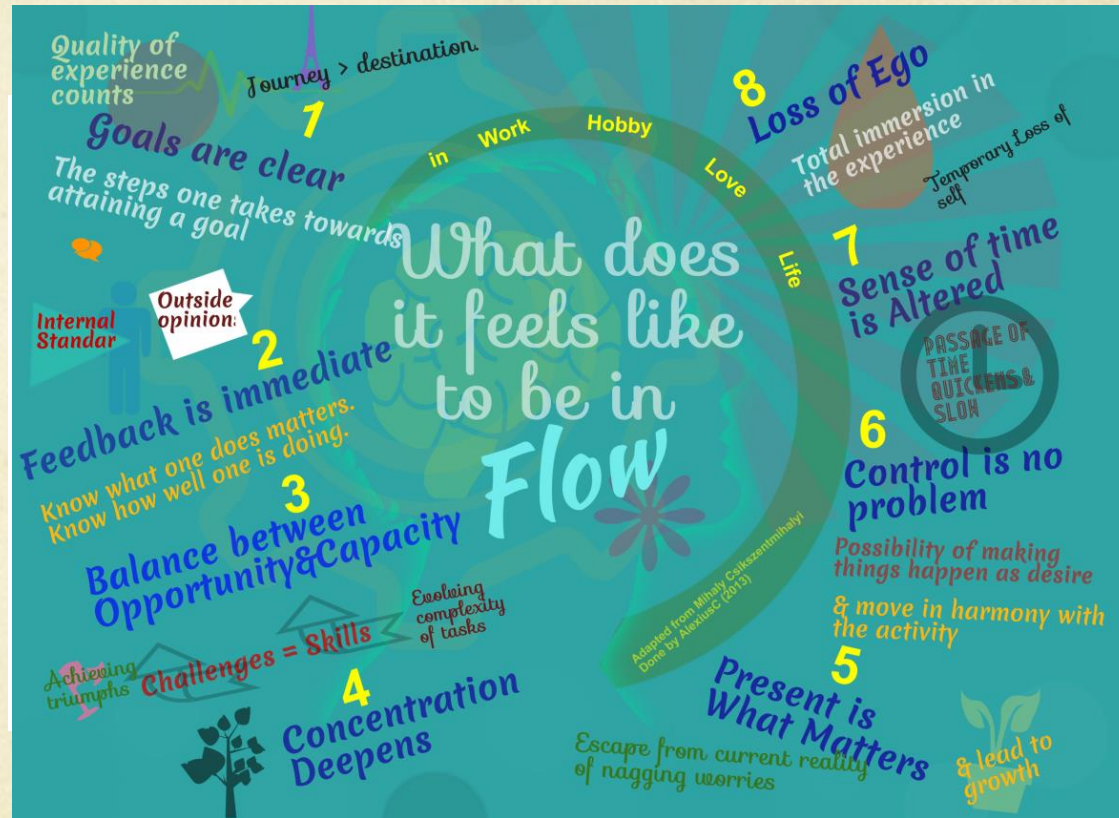 Quality of
experience
counts
Journey > destination.
1
Goals are clear
The steps one takes towards
attaining a goal
Internal
Standar
Outside
opinion:
2
Feedback is immediate
Know what one does matters.
Know how well one is doing.
3
Balance between
Opportunity&Capacity
Achieving
triumphs
Challenges = Skills
Evolving
complexity
of tasks
4
Concentration
Deepens
in Work Hobby Love Life
What does
it feels like
to be in
Flow
Adapted from Mihaly Csikszentmihalyi
Done by AlexiusC (2013)
5
Present is
What Matters
Escape from current reality
of nagging worries
& lead to
growth
6
Control is no
problem
Possibility of making
things happen as desire
& move in harmony with
the activity
7
Sense of time
is Altered
PASSAGE OF
TIME
QUICKENS &
SLOW
8
Loss of Ego
Total immersion in
the experience
Temporary Loss of
self